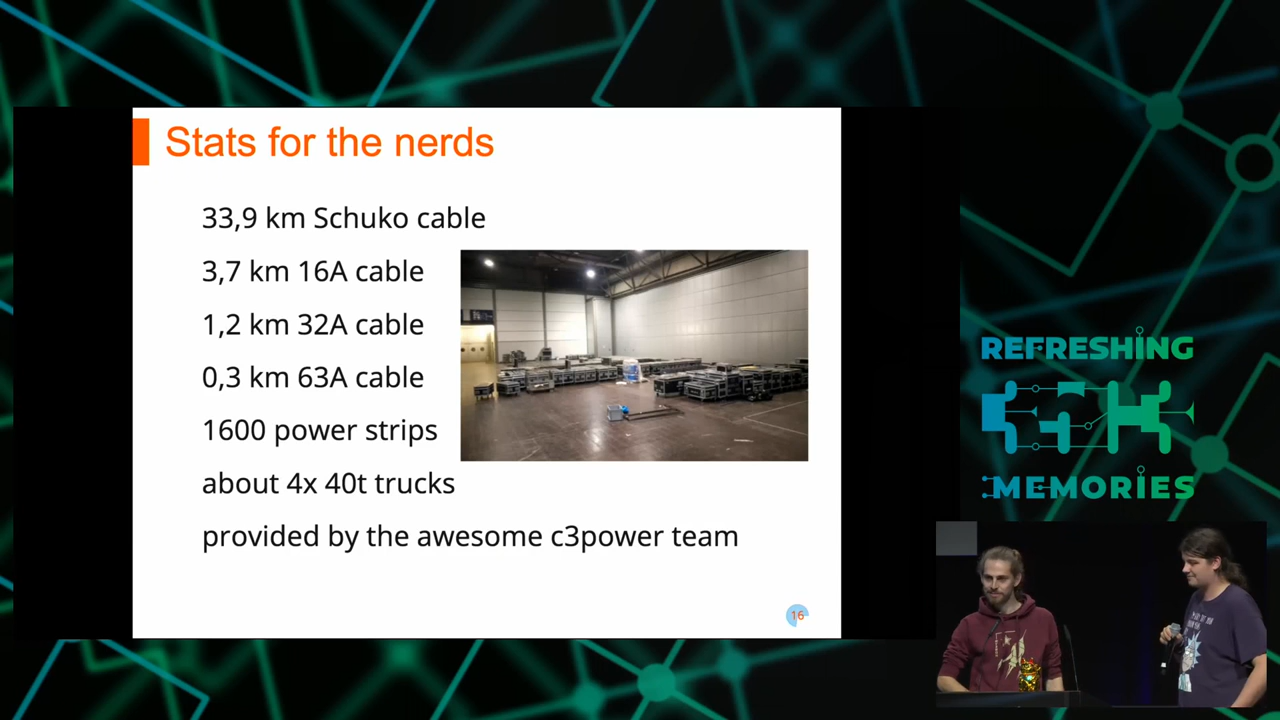 Stats for the nerds
33,9 km Schuko cable
3,7 km 16A cable
1,2 km 32A cable
0,3 km 63A cable
1600 power strips
about 4x 40t trucks
provided by the awesome c3power team
16
REFRESHING
MEMORIES